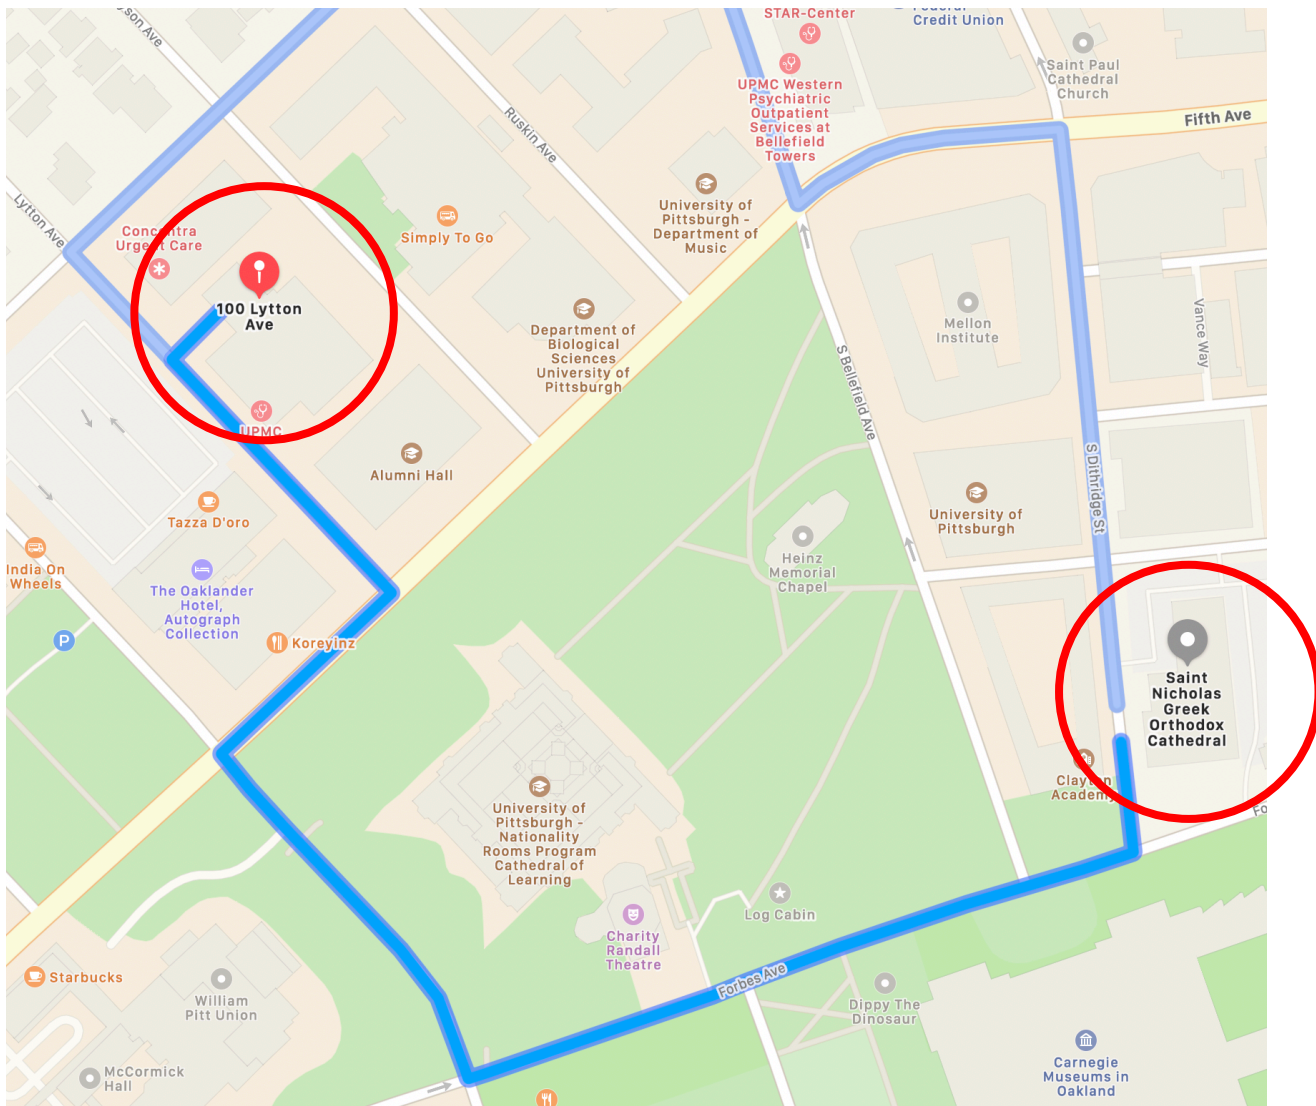 STAR-Center
Credit Union
UPMC Western
Psychiatric
Outpatient
Services at
Bellefield
Towers
Saint Paul
Cathedral
Church
Fifth Ave
Ruskin Ave
Lytton Ave
Concentra
Urgent Care
Simply To Go
University of
Pittsburgh -
Department of
Music
100 Lytton
Ave
Department of
Biological
Sciences
University of
Pittsburgh
Mellon
Institute
Vance Way
S Bellefield Ave
S Dithridge St
UPMC
Alumni Hall
Tazza D'oro
University of
Pittsburgh
India On
Wheels
The Oaklander
Hotel,
Autograph
Collection
Heinz
Memorial
Chapel
P
Koreyinz
Saint
Nicholas
Greek
Orthodox
Cathedral
Clayton
Academy
University of
Pittsburgh -
Nationality
Rooms Program
Cathedral of
Learning
Log Cabin
Charity
Randall
Theatre
Forbes Ave
Starbucks
William
Pitt Union
Dippy The
Dinosaur
McCormick
Hall
Carnegie
Museums in
Oakland